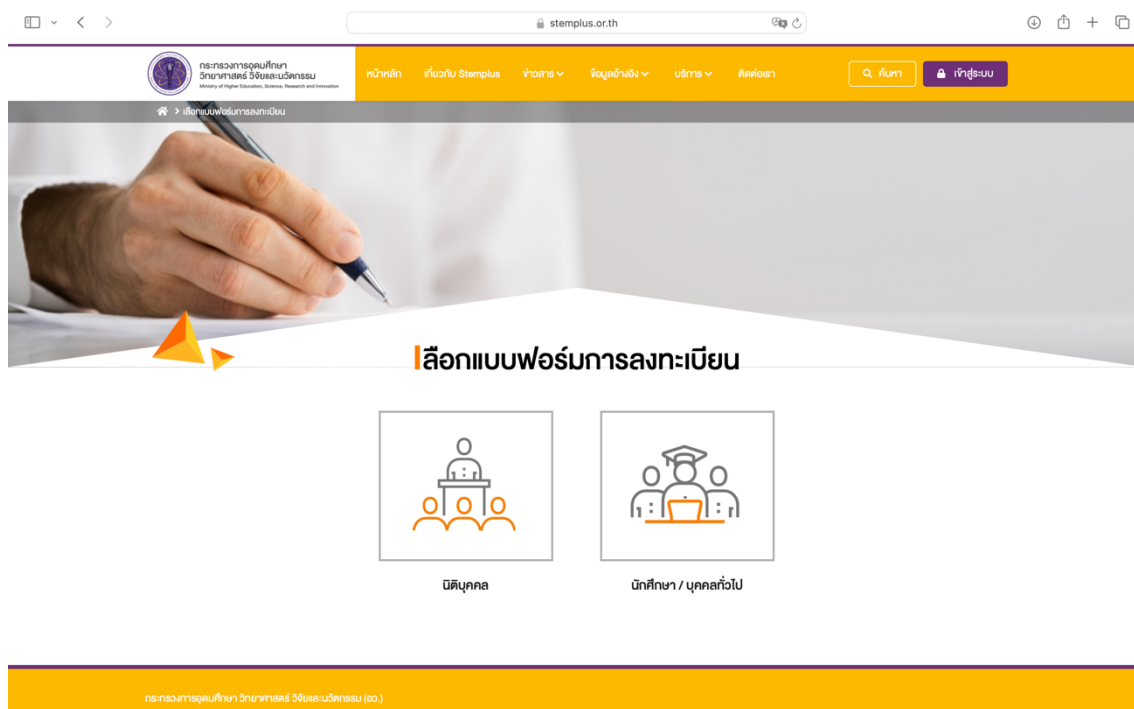 stemplus.or.th
กระทรวงการอุดมศึกษา
วิทยาศาสตร์ วิจัยและนวัตกรรม
Ministry of Higher Education, Science, Research and Innovation
หน้าหลัก เกี่ยวกับ Stemplus ข่าวสาร ข้อมูลอ้างอิง บริการ ติดต่อเรา ค้นหา เข้าสู่ระบบ
> เลือกแบบฟอร์มการลงทะเบียน
เลือกแบบฟอร์มการลงทะเบียน
นิติบุคคล นักศึกษา / บุคคลทั่วไป
กระทรวงการอุดมศึกษา วิทยาศาสตร์ วิจัยและนวัตกรรม (อว.)